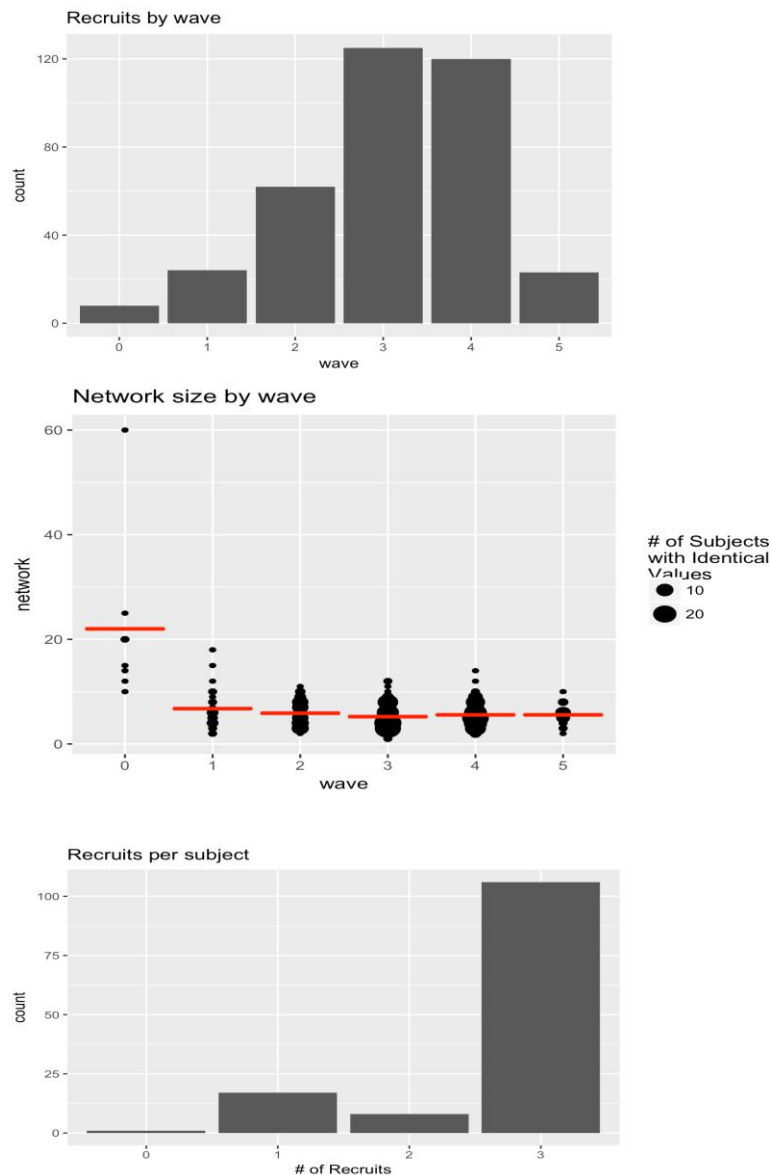 Recruits by wave
120
80
40
0
count
0 1 2 3 4 5
wave
Network size by wave
60
40
20
0
network
0 1 2 3 4 5
wave
# of Subjects
with Identical
Values
10
20
Recruits per subject
100
75
50
25
0
count
0 1 2 3
# of Recruits